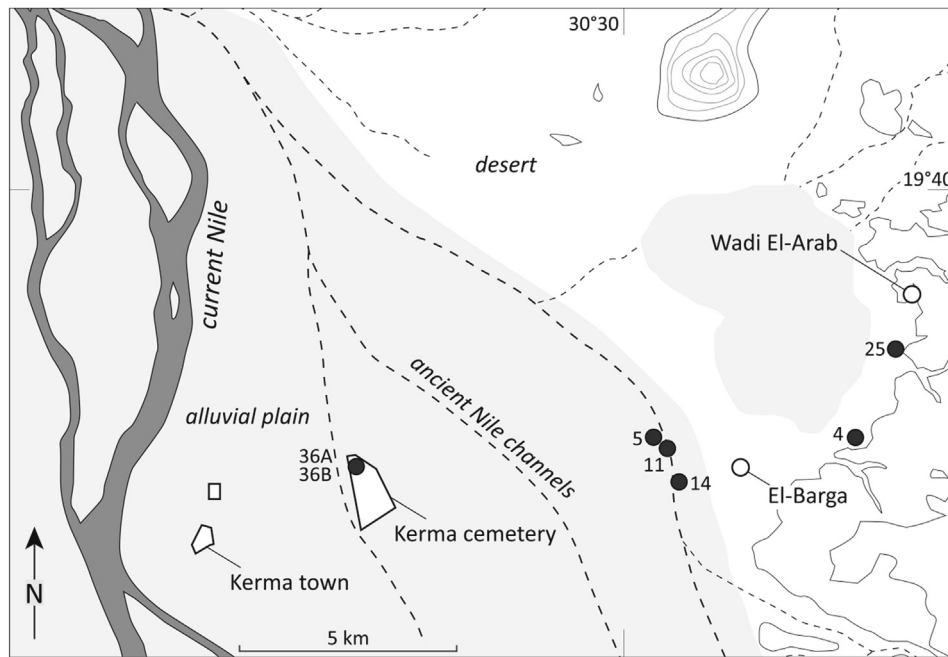 30°30
desert
19°40
Wadi El-Arab
current Nile
25
ancient Nile channels
alluvial plain
5
4
36A
11
36B
14
El-Barga
Kerma cemetery
Kerma town
N
5 km